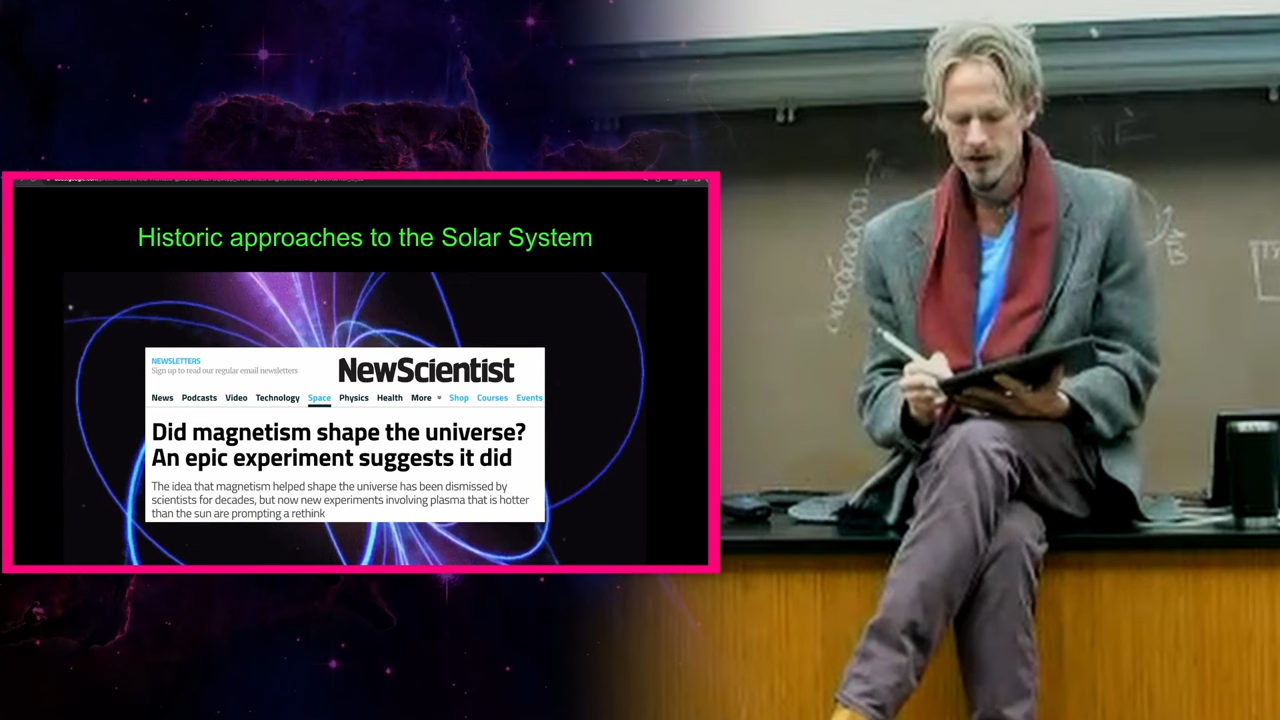 Historic approaches to the Solar System
NEWSLETTERS
Sign up to read our regular email newsletters
NewScientist
News Podcasts Video Technology Space Physics Health More Shop Courses Events
Did magnetism shape the universe?
An epic experiment suggests it did
The idea that magnetism helped shape the universe has been dismissed by
scientists for decades, but now new experiments involving plasma that is hotter
than the sun are prompting a rethink